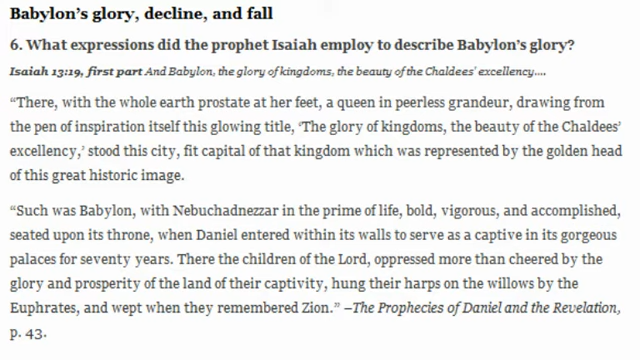 Babylon's glory, decline, and fall
6. What expressions did the prophet Isaiah employ to describe Babylon's glory?
Isaiah 13:19, first part And Babylon, the glory of kingdoms, the beauty of the Chaldees' excellency....
“There, with the whole earth prostate at her feet, a queen in peerless grandeur, drawing from
the pen of inspiration itself this glowing title, ‘The glory of kingdoms, the beauty of the Chaldees'
excellency,’ stood this city, fit capital of that kingdom which was represented by the golden head
of this great historic image.
“Such was Babylon, with Nebuchadnezzar in the prime of life, bold, vigorous, and accomplished,
seated upon its throne, when Daniel entered within its walls to serve as a captive in its gorgeous
palaces for seventy years. There the children of the Lord, oppressed more than cheered by the
glory and prosperity of the land of their captivity, hung their harps on the willows by the
Euphrates, and wept when they remembered Zion.” –The Prophecies of Daniel and the Revelation,
p. 43.